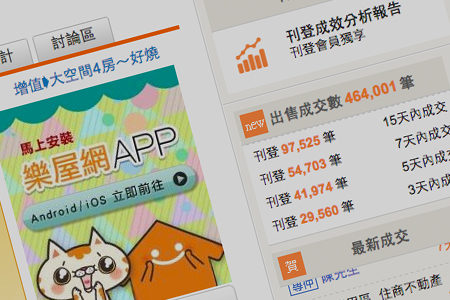 計
討論區
增值 大空間4房～好燒
馬上安裝
樂屋網APP
Android/iOS 立即前往
刊登成效分析報告
刊登會員獨享
new 出售成交數 464,001 筆
刊登 97,525 筆 15天內成交
刊登 54,703 筆 7天內成交
刊登 41,974 筆 5天內成交
刊登 29,560 筆 3天內成交
賀 最新成交
住商不動產